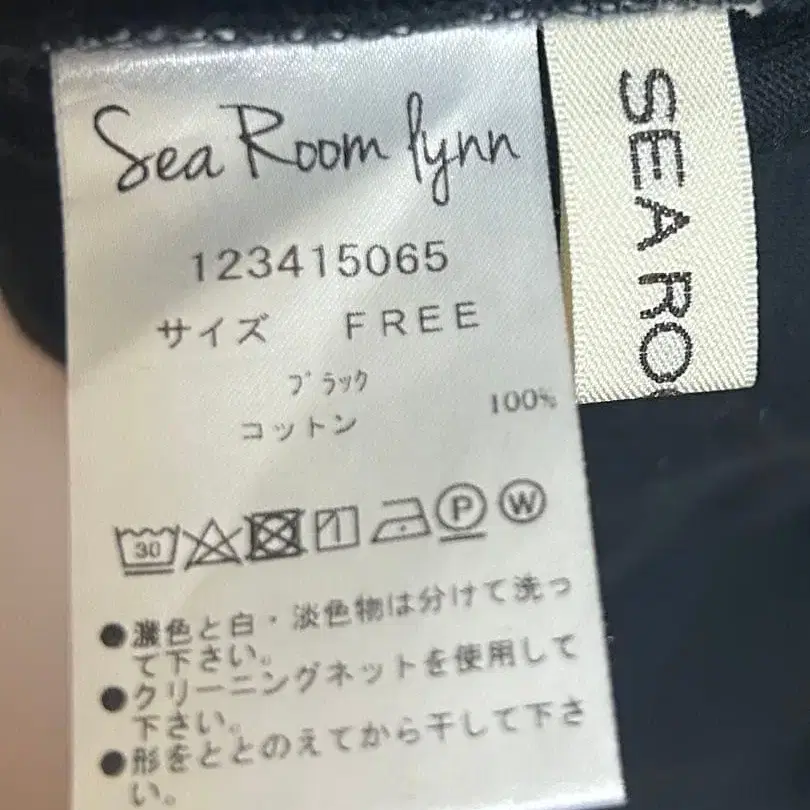 Sea Room lynn
123415065
サイズ FREE
ブラック
コットン 100%
30 P W
●濃色と白・淡色物は分けて洗っ
て下さい。
●クリーニングネットを使用して
下さい。
●形をととのえてから干して下さ
い。
SEA RO